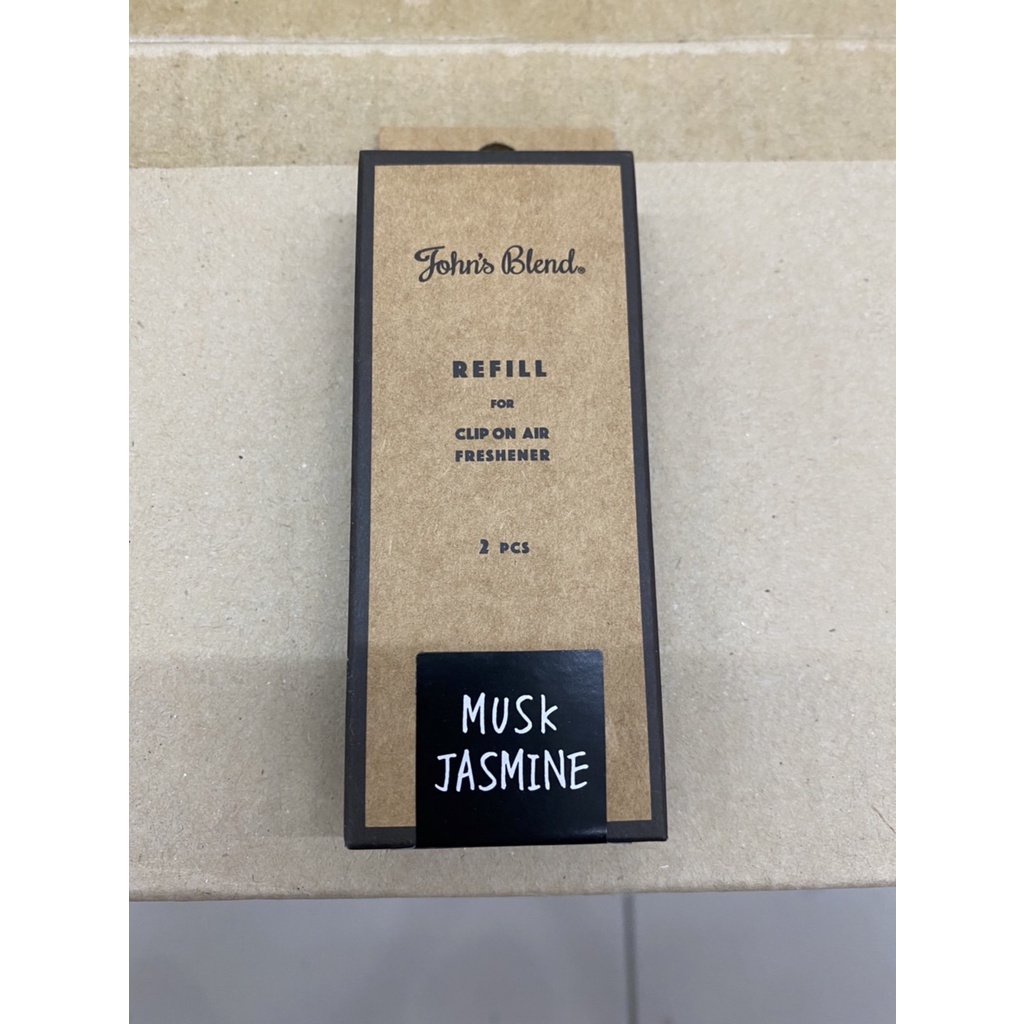 John's Blend®
REFILL
FOR
CLIP ON AIR
FRESHENER
2 PCS
MUSK
JASMINE